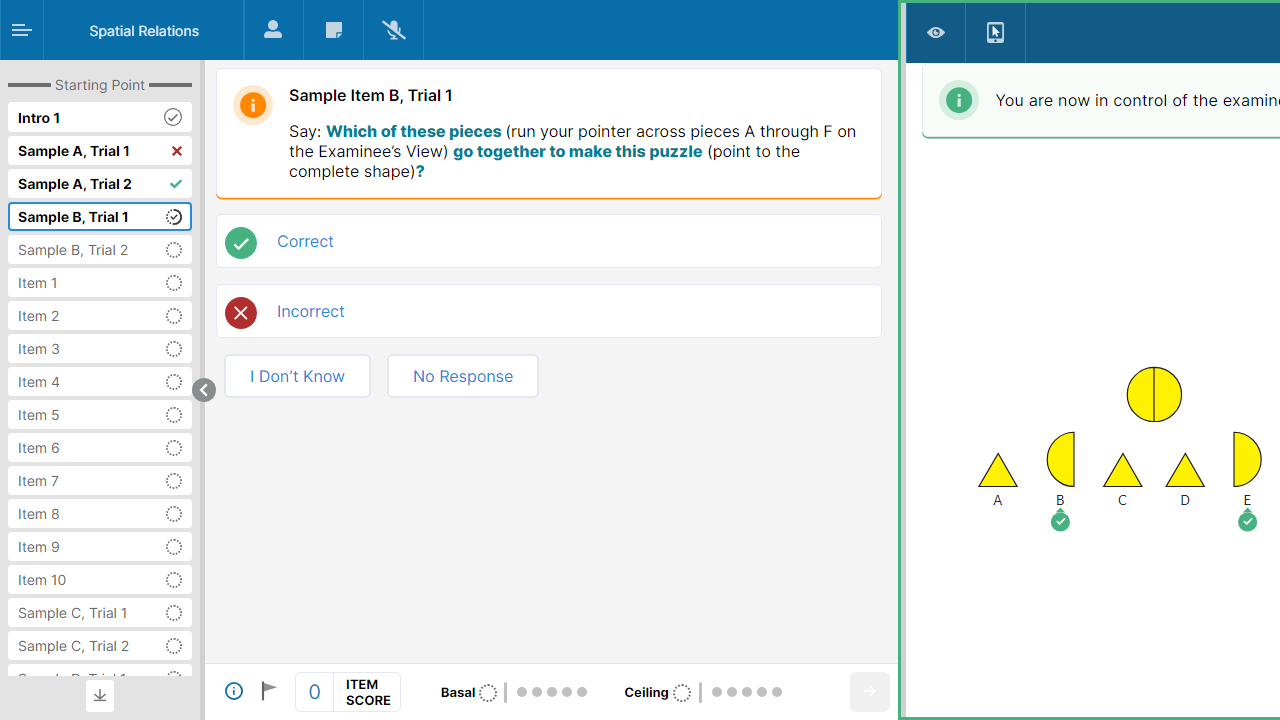 Spatial Relations
Starting Point
Intro 1
Sample A, Trial 1
Sample A, Trial 2
Sample B, Trial 1
Sample B, Trial 2
Item 1
Item 2
Item 3
Item 4
Item 5
Item 6
Item 7
Item 8
Item 9
Item 10
Sample C, Trial 1
Sample C, Trial 2
Sample Item B, Trial 1
Say: Which of these pieces (run your pointer across pieces A through F on
the Examinee’s View) go together to make this puzzle (point to the
complete shape)?
Correct
Incorrect
I Don’t Know
No Response
0
ITEM
SCORE
Basal
Ceiling
You are now in control of the examine
A
B
C
D
E